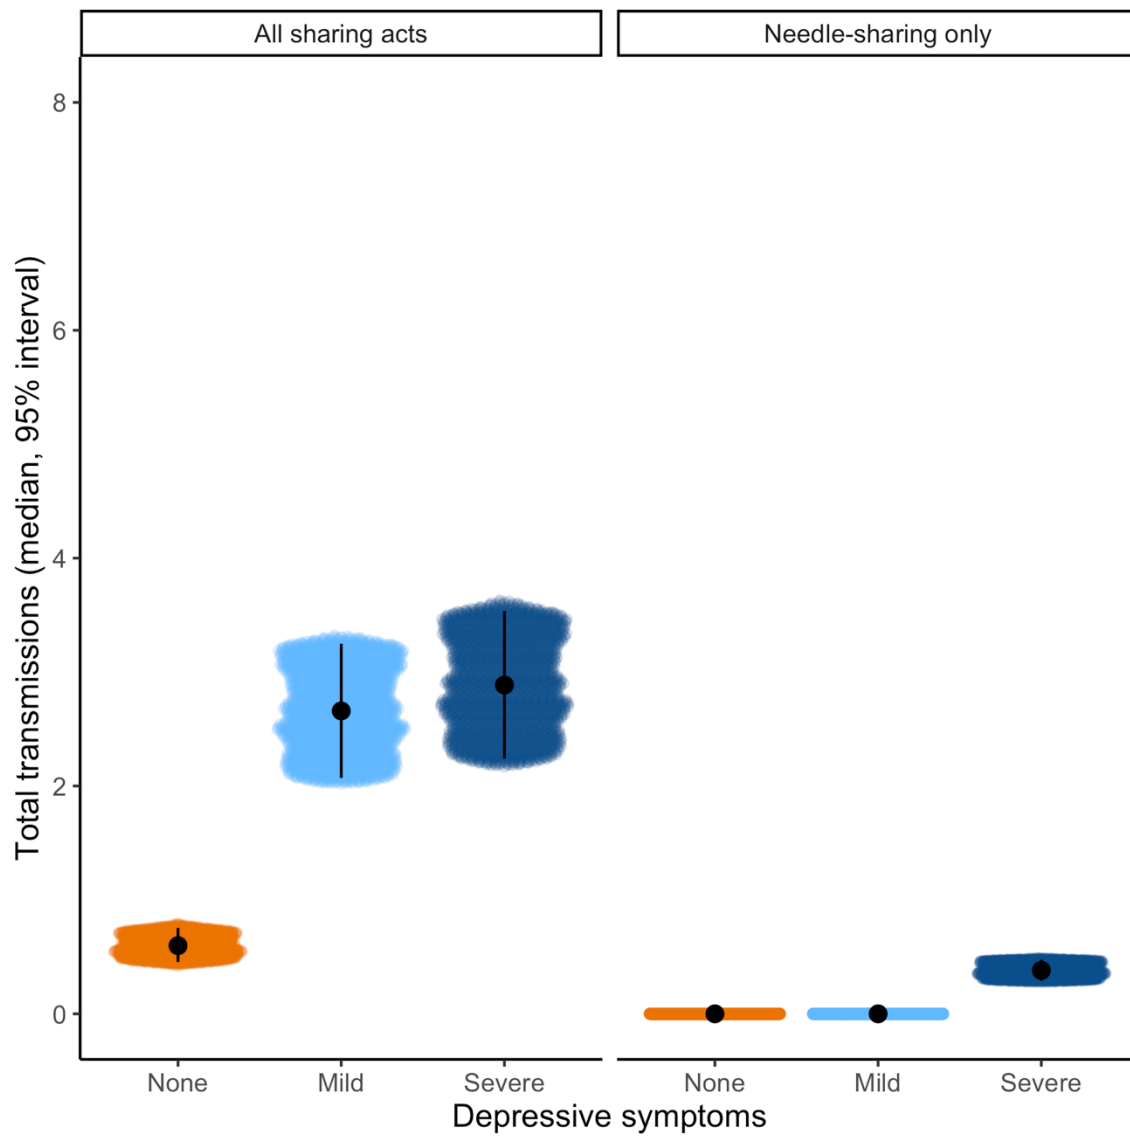 All sharing acts
Needle-sharing only
Total transmissions (median, 95% interval)
8
6
4
2
0
None Mild Severe
None Mild Severe
Depressive symptoms